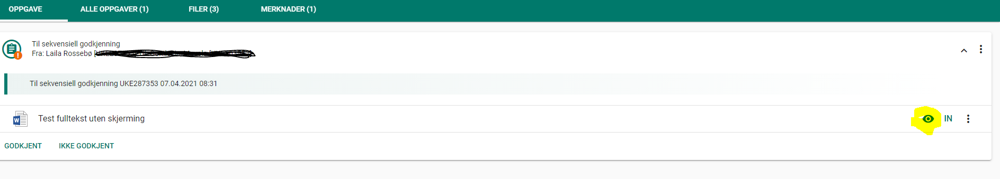 OPPGAVE ALLE OPPGAVER (1) FILER (3) MERKNADER (1)
Til sekvensiell godkjenning
Fra: Laila Rossebø [
Til sekvensiell godkjenning UKE287353 07.04.2021 08:31
W Test fulltekst uten skjerming IN
GODKJENT IKKE GODKJENT